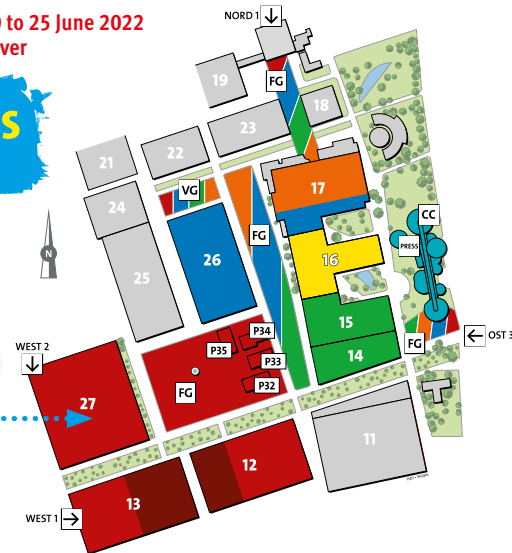 to 25 June 2022
ver
S
NORD 1
FG
19
18
23
22
21
17
VG
24
CC
FG
PRESS
26
16
25
N
15
P34
OST 3
WEST 2
P35
FG
14
P33
P32
FG
27
11
12
13
WEST 1